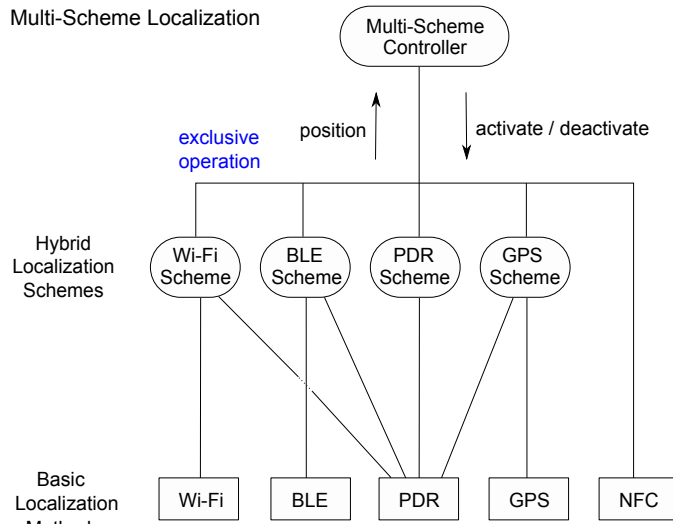 Multi-Scheme Localization
Multi-Scheme
Controller
exclusive
operation
position
activate / deactivate
Hybrid
Localization
Schemes
Wi-Fi
Scheme
BLE
Scheme
PDR
Scheme
GPS
Scheme
Basic
Localization
Wi-Fi
BLE
PDR
GPS
NFC